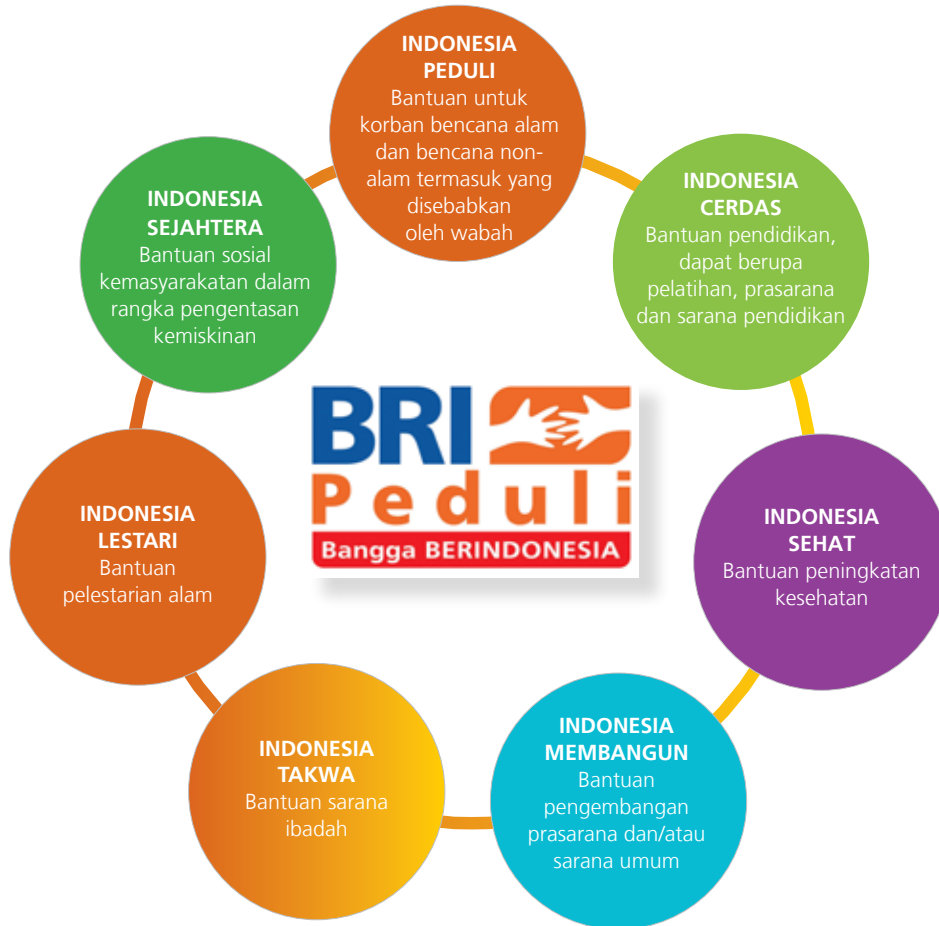 INDONESIA
PEDULI
Bantuan untuk
korban bencana alam
dan bencana non-
alam termasuk yang
disebabkan
oleh wabah
INDONESIA
CERDAS
Bantuan pendidikan,
dapat berupa
pelatihan, prasarana
dan sarana pendidikan
INDONESIA
SEHAT
Bantuan peningkatan
kesehatan
INDONESIA
MEMBANGUN
Bantuan
pengembangan
prasarana dan/atau
sarana umum
INDONESIA
TAKWA
Bantuan sarana
ibadah
INDONESIA
LESTARI
Bantuan
pelestarian alam
INDONESIA
SEJAHTERA
Bantuan sosial
kemasyarakatan dalam
rangka pengentasan
kemiskinan
BRI
Peduli
Bangga BERINDONESIA